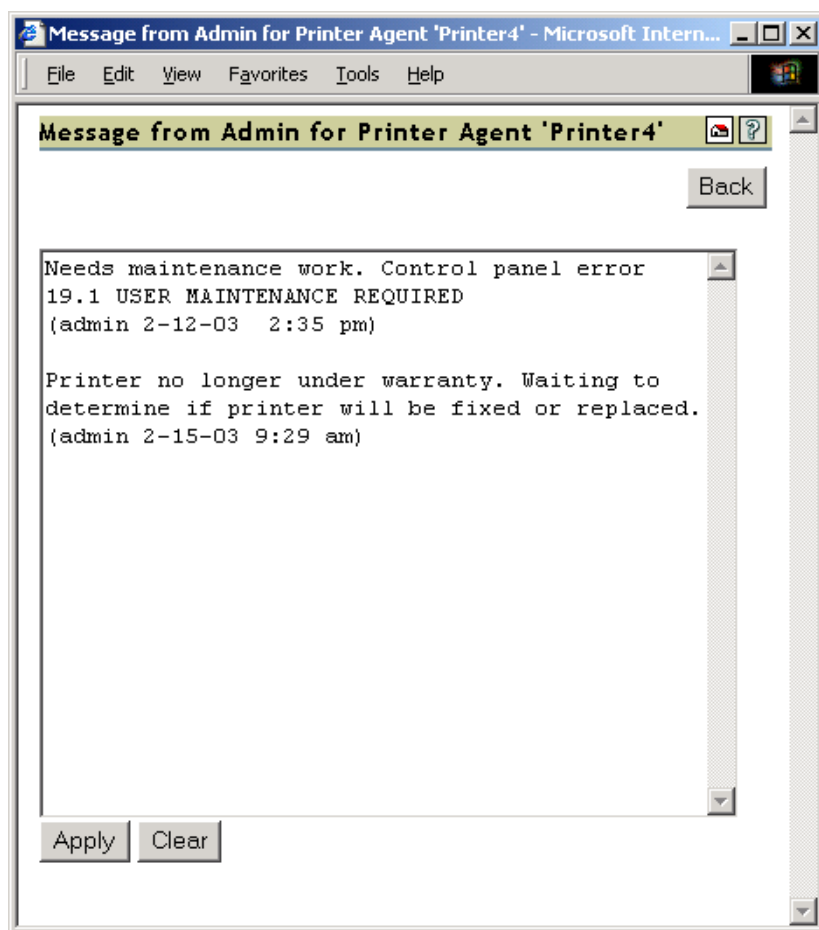 Message from Admin for Printer Agent 'Printer4' - Microsoft Intern...
File Edit View Favorites Tools Help
Message from Admin for Printer Agent 'Printer4'
?
Back
Needs maintenance work. Control panel error
19.1 USER MAINTENANCE REQUIRED
(admin 2-12-03  2:35 pm)
Printer no longer under warranty. Waiting to
determine if printer will be fixed or replaced.
(admin 2-15-03 9:29 am)
Apply Clear